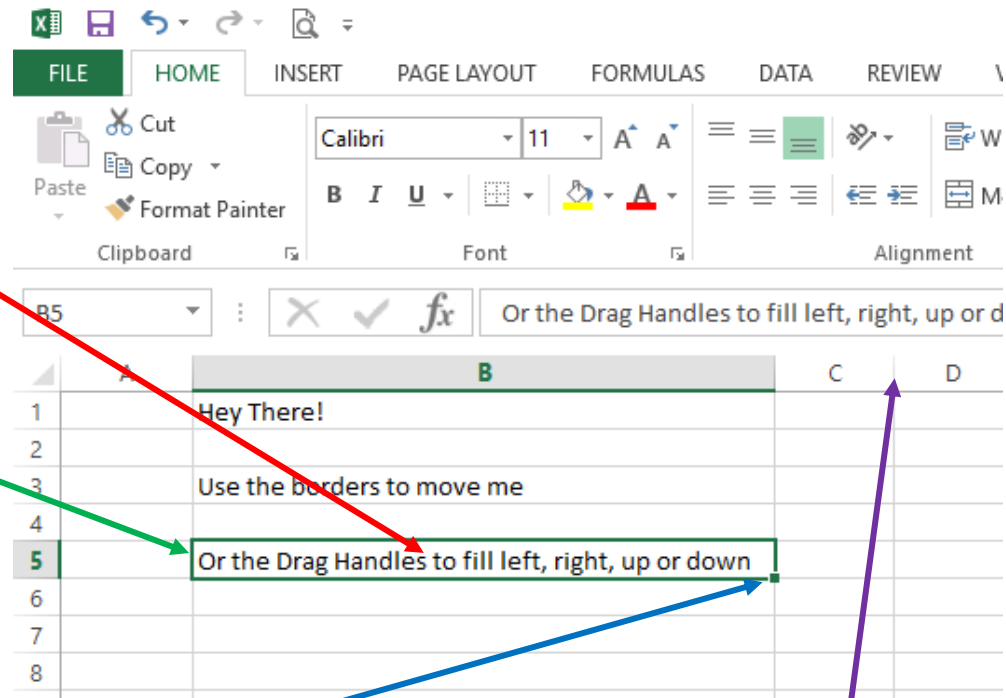 FILE HOME INSERT PAGE LAYOUT FORMULAS DATA REVIEW
Cut
Calibri 11 A A W
Copy
Paste B I U A M
Format Painter
Clipboard Font Alignment
B5 fx Or the Drag Handles to fill left, right, up or d
A B C D
1 Hey There!
2
3 Use the borders to move me
4
5 Or the Drag Handles to fill left, right, up or down
6
7
8